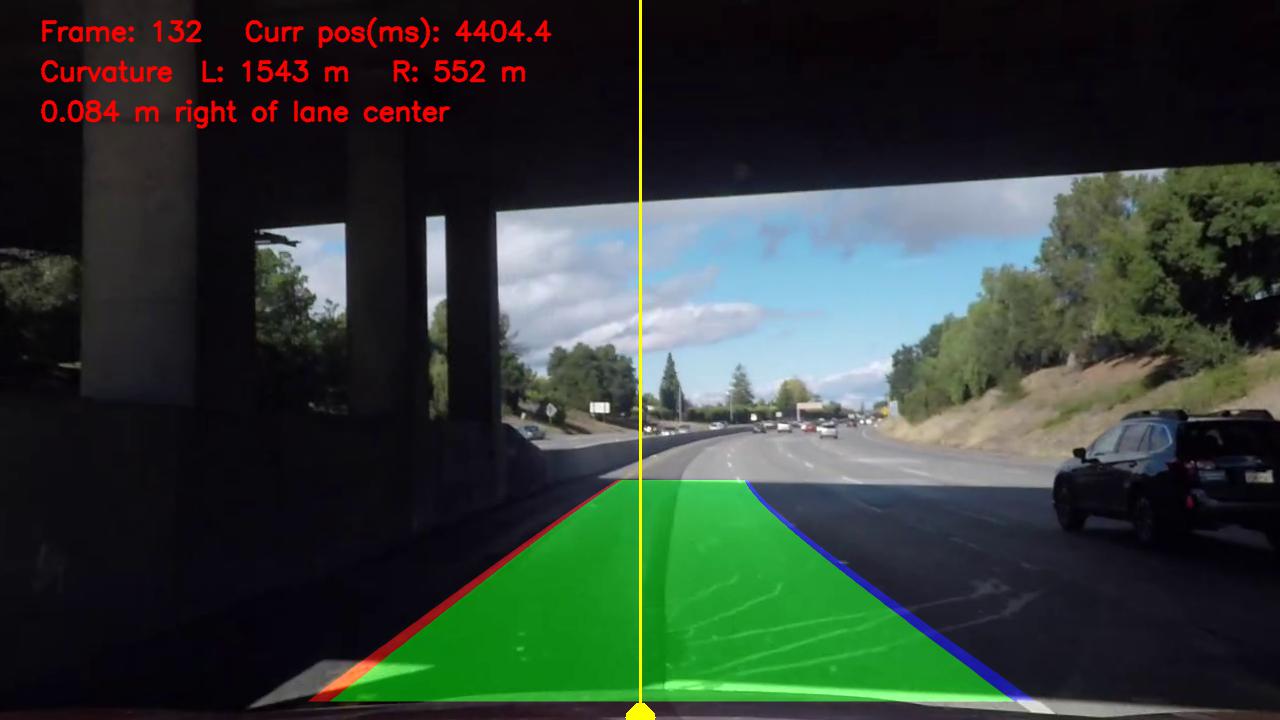 Frame: 132 Curr pos(ms): 4404.4
Curvature L: 1543 m R: 552 m
0.084 m right of lane center